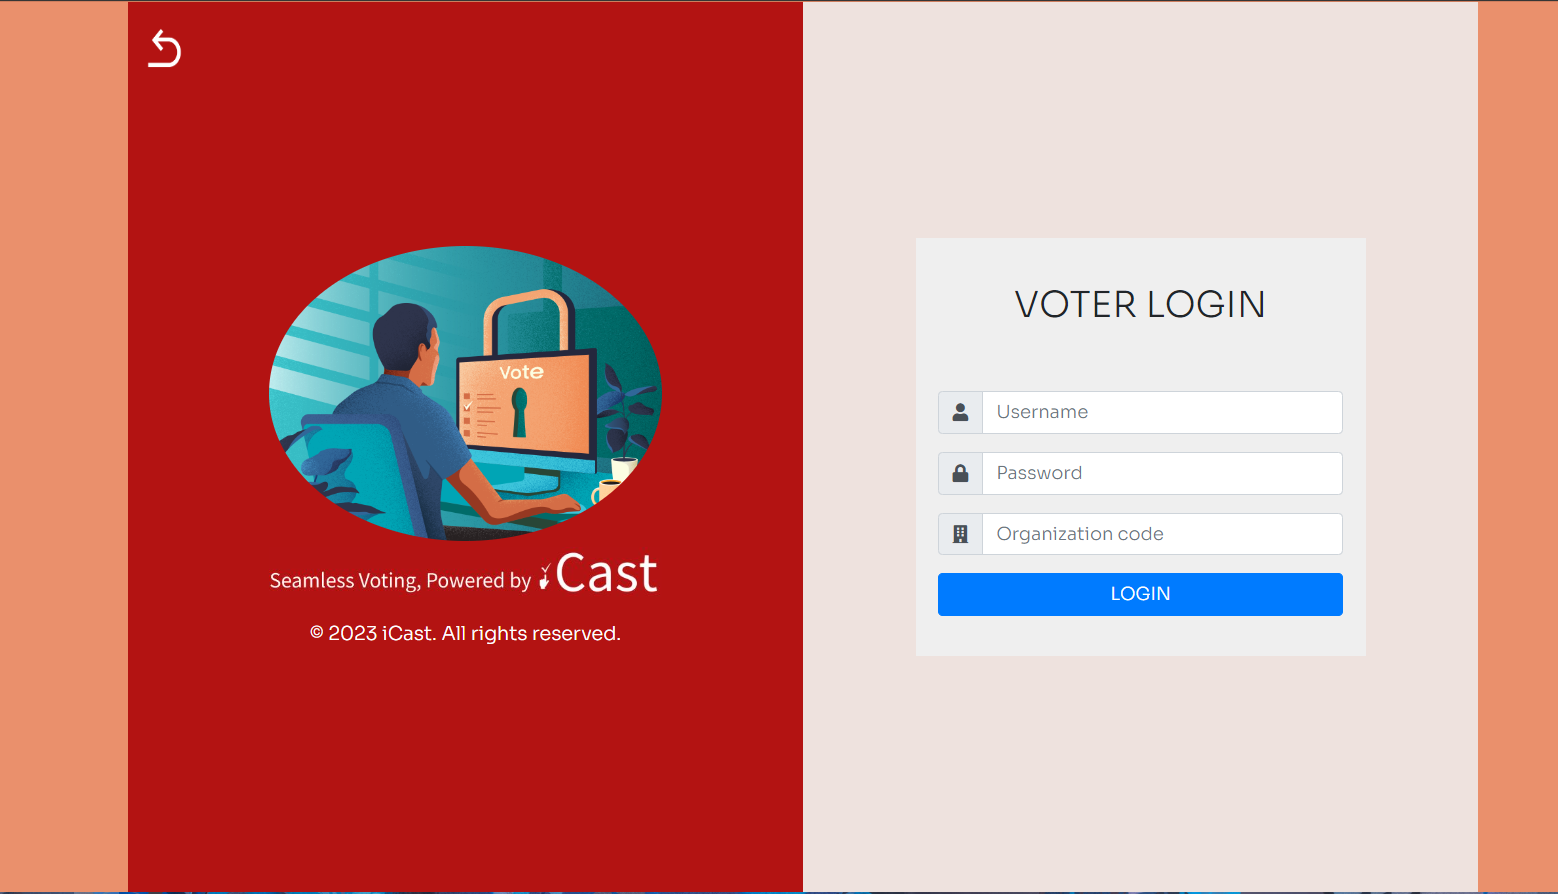 Vote
Seamless Voting, Powered by iCast
© 2023 iCast. All rights reserved.
VOTER LOGIN
Username
Password
Organization code
LOGIN